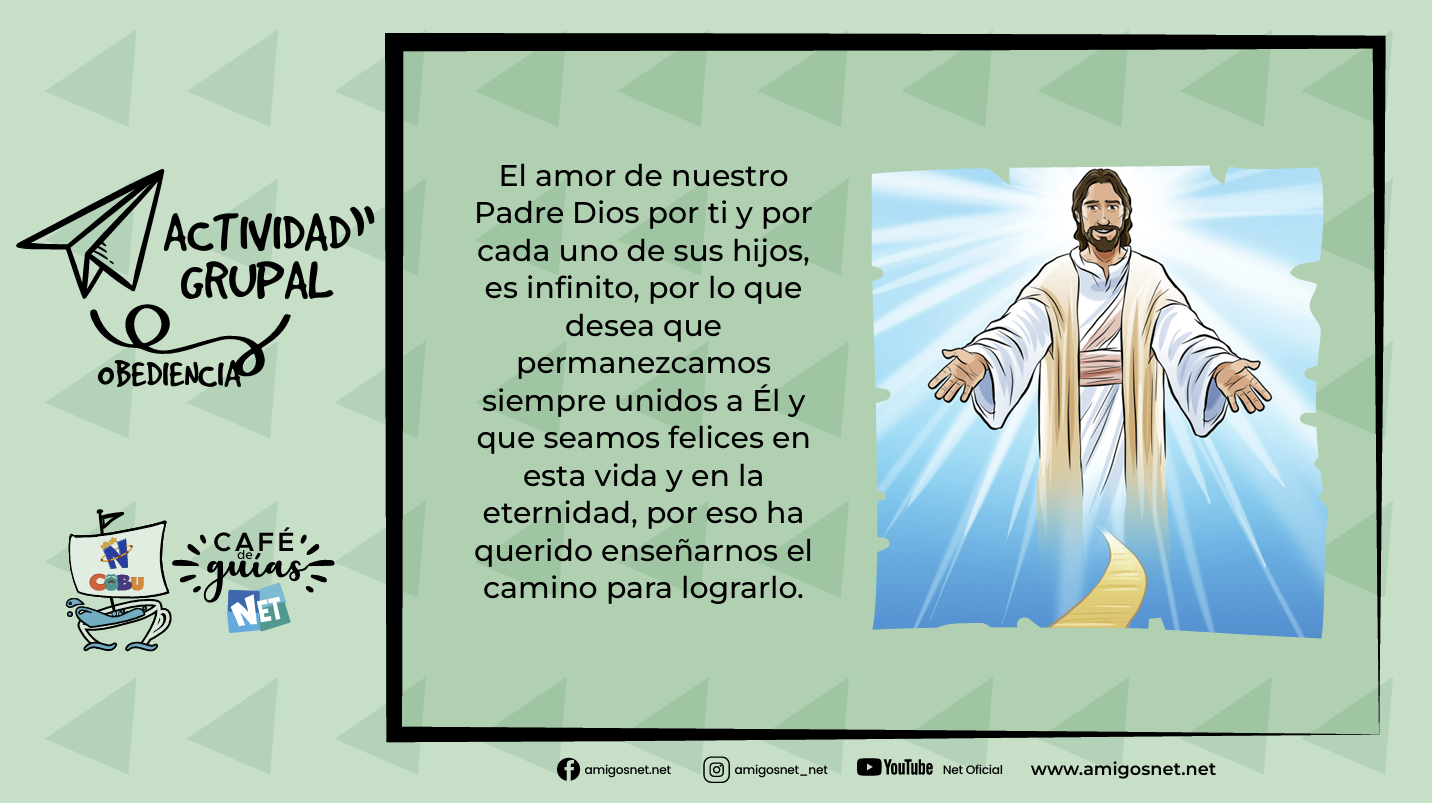 ACTIVIDAD
GRUPAL
OBEDIENCIA
El amor de nuestro
Padre Dios por ti y por
cada uno de sus hijos,
es infinito, por lo que
desea que
permanezcamos
siempre unidos a Él y
que seamos felices en
esta vida y en la
eternidad, por eso ha
querido enseñarnos el
camino para lograrlo.
N
COBU
CAFÉ
de
guías
NET
amigosnet.net
amigosnet_net
YouTube Net Oficial
www.amigosnet.net